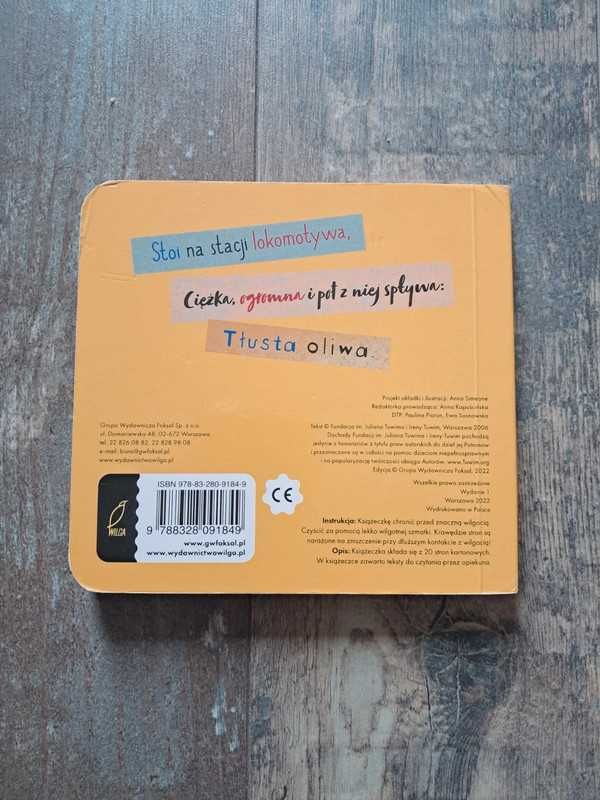 Stoi na stacji lokomotywa,
Ciężka, ogromna i pot z niej spływa:
Tłusta oliwa.
Grupa Wydawnicza Foksal Sp. z o.o.
ul. Domaniewska 48, 02-672 Warszawa
tel. 22 826 08 82, 22 828 98 08
e-mail: biuro@gwfoksal.pl
www.wydawnictwowilga.pl
Projekt okładki i ilustracji: Anna Simeone
Redaktorka prowadząca: Anna Kapuścińska
DTP: Paulina Piorun, Ewa Sosnowska
Tekst © Fundacja im. Juliana Tuwima i Ireny Tuwim, Warszawa 2006
Dochody Fundacji im. Juliana Tuwima i Ireny Tuwim pochodzą
jedynie z honorariów z tytułu praw autorskich do dzieł jej Patronów
i przeznaczone są w całości na pomoc dzieciom niepełnosprawnym
i na popularyzację twórczości obojga Autorów. www.Tuwim.org
Edycja © Grupa Wydawnicza Foksal, 2022
Wszelkie prawa zastrzeżone
Wydanie I
Warszawa 2022
Wydrukowano w Polsce
Instrukcja: Książeczkę chronić przed znaczną wilgocią.
Czyścić za pomocą lekko wilgotnej szmatki. Krawędzie stron są
narażone na zniszczenie przy dłuższym kontakcie z wilgocią!
Opis: Książeczka składa się z 20 stron kartonowych.
W książeczce zawarto teksty do czytania przez opiekuna.
WILGA
ISBN 978-83-280-9184-9
9 788328 091849
www.gwfoksal.pl
www.wydawnictwowilga.pl
CE